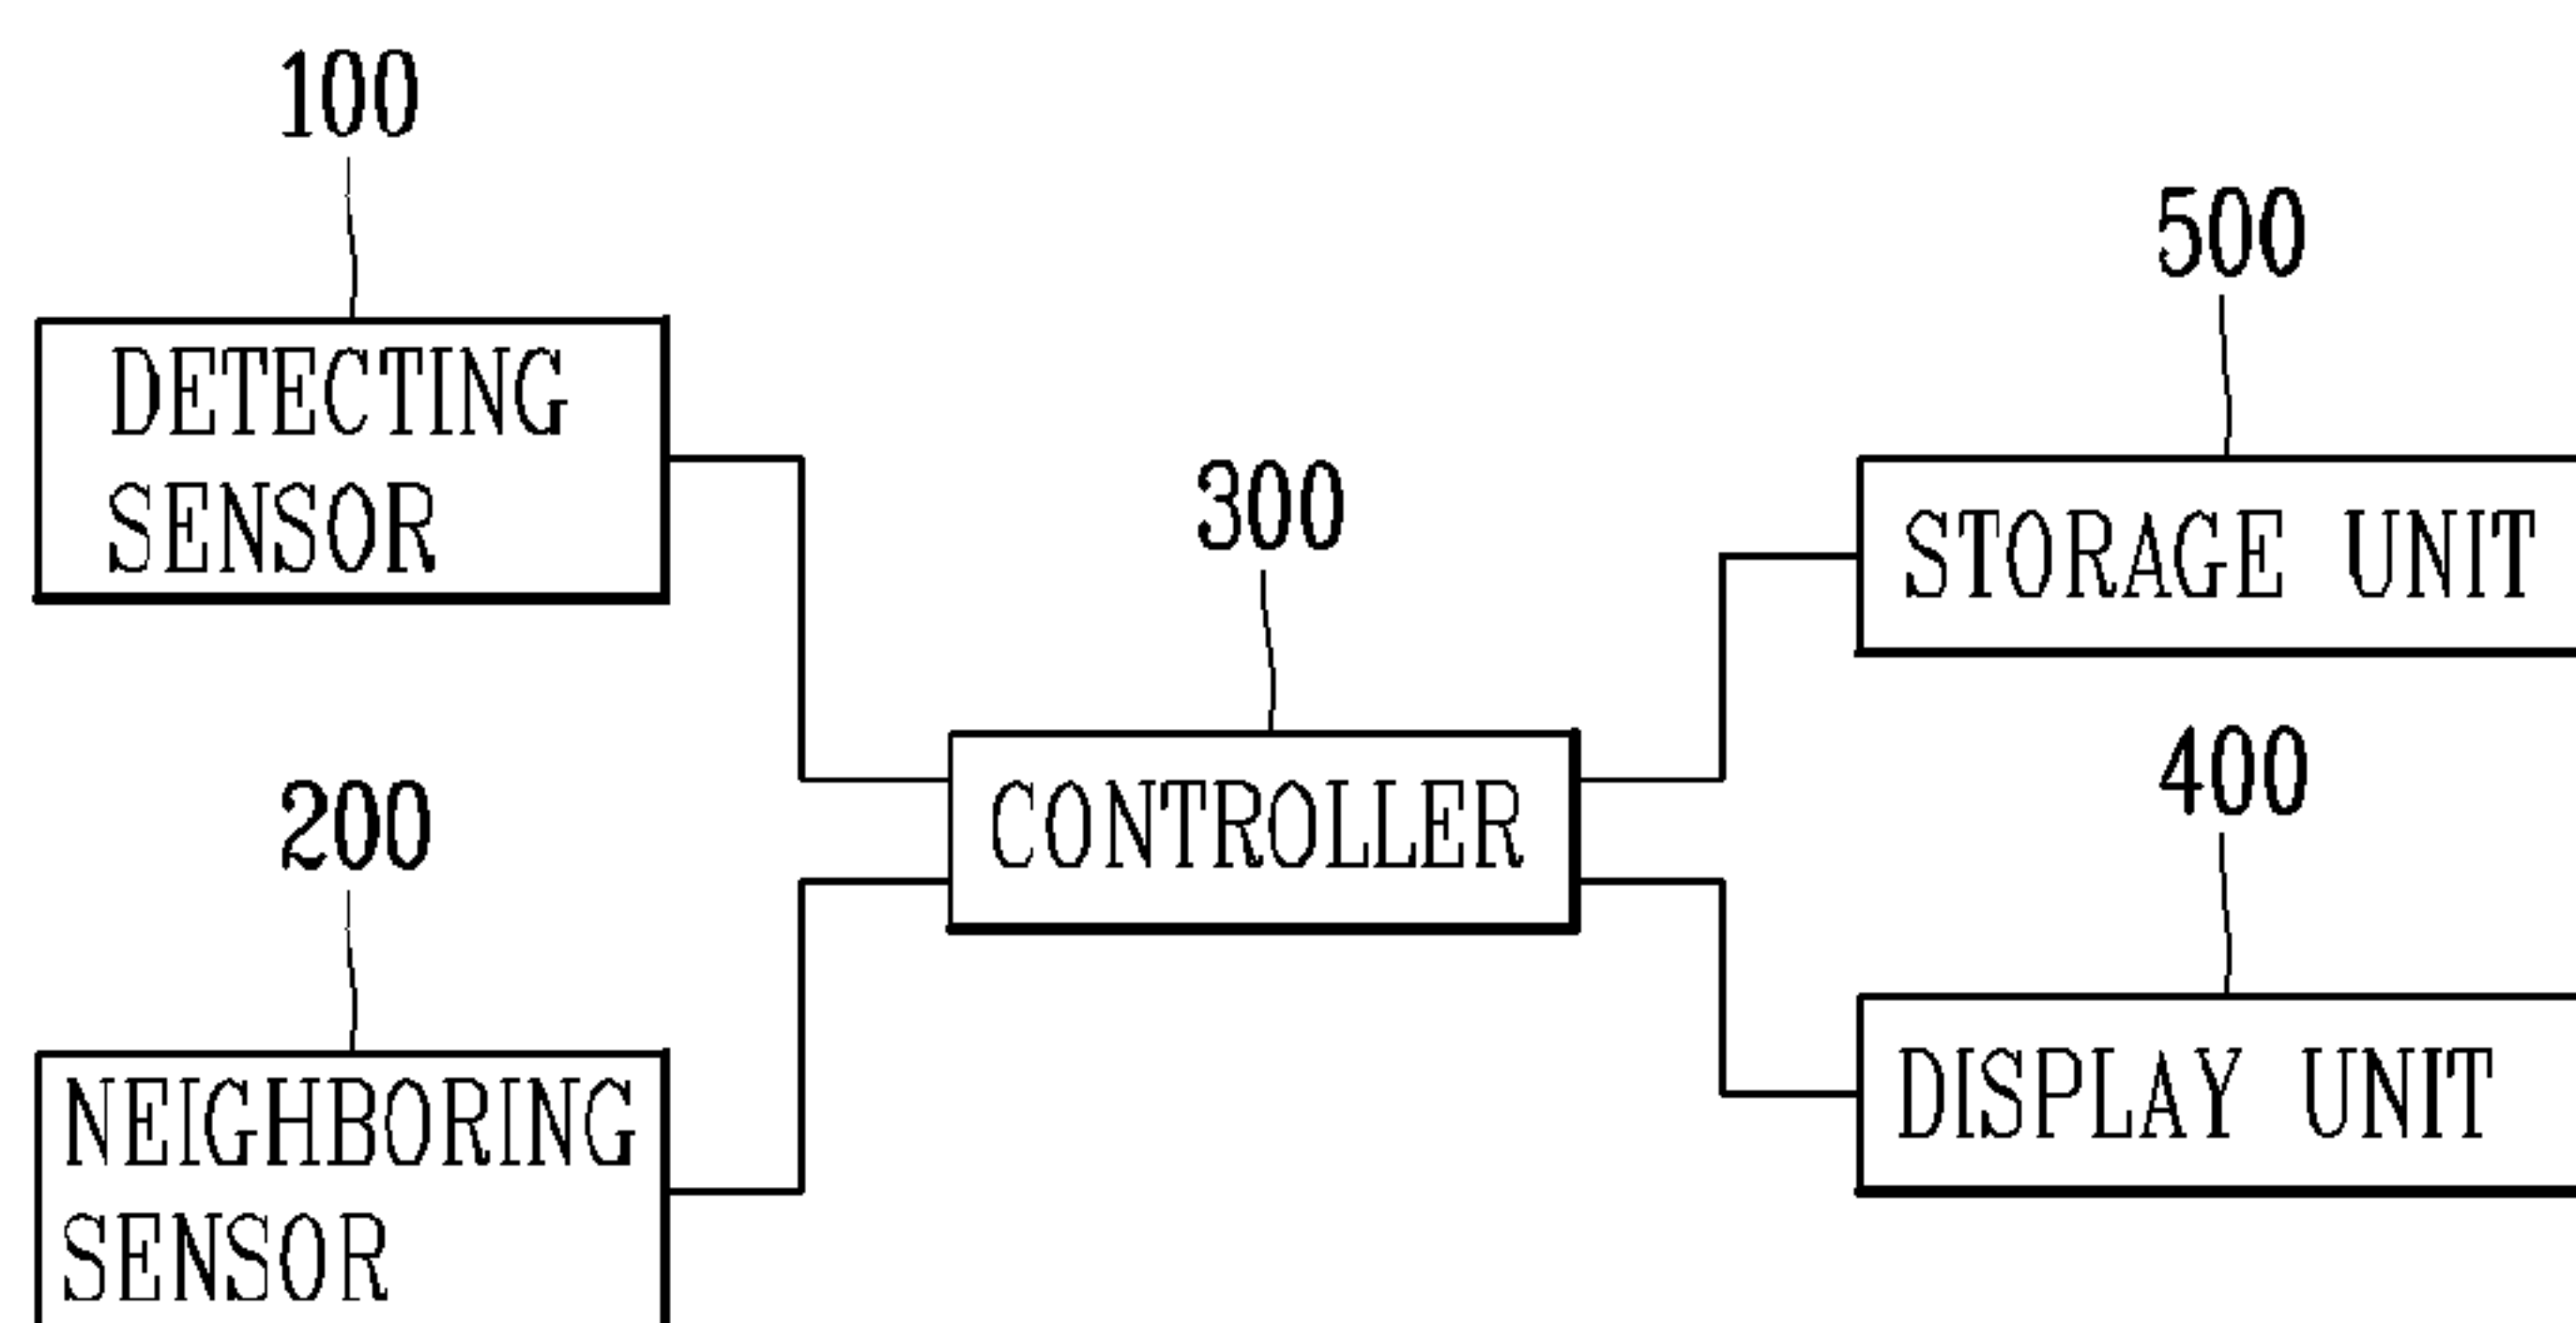 100
DETECTING
SENSOR
200
NEIGHBORING
SENSOR
300
CONTROLLER
500
STORAGE UNIT
400
DISPLAY UNIT